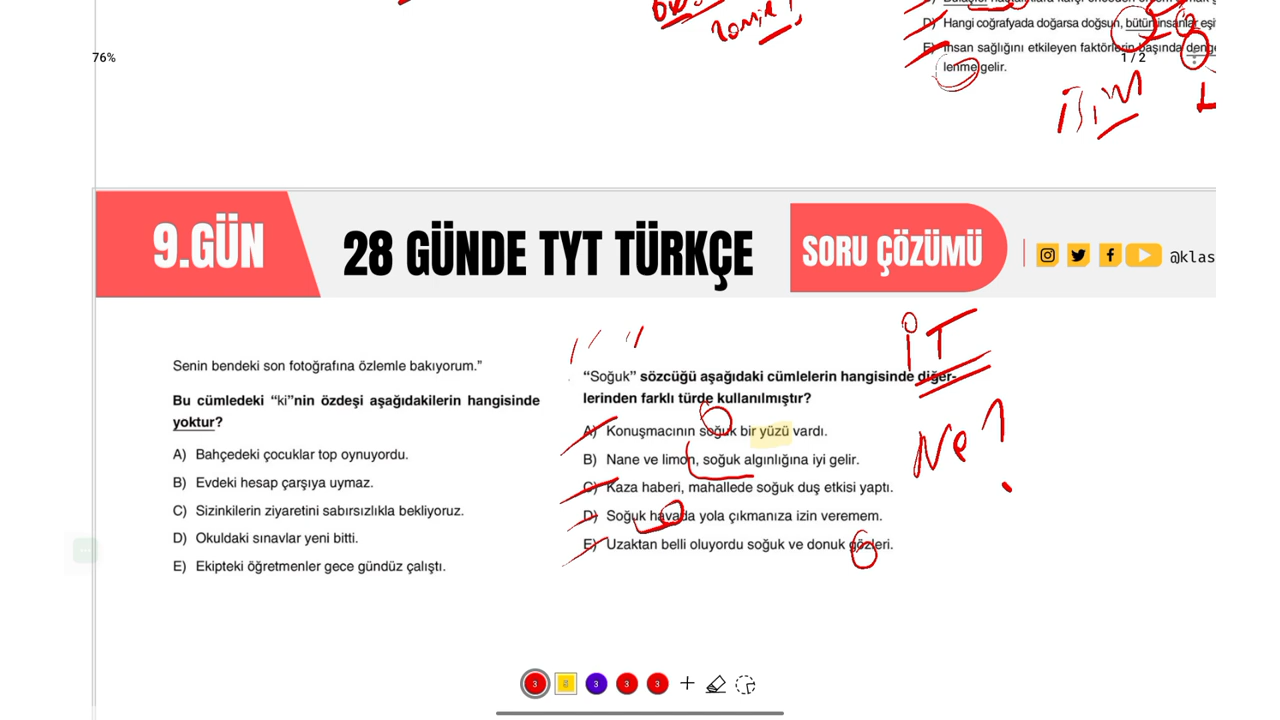 D) Hangi coğrafyada doğarsa doğsun, bütün insanlar eşi
E) İnsan sağlığını etkileyen faktörlerin başında denge
lenme gelir.
76%
1 / 2
isim
9.GÜN
28 GÜNDE TYT TÜRKÇE
SORU ÇÖZÜMÜ
@klas
Senin bendeki son fotoğrafına özlemle bakıyorum.”
Bu cümledeki “ki”nin özdeşi aşağıdakilerin hangisinde
yoktur?
A) Bahçedeki çocuklar top oynuyordu.
B) Evdeki hesap çarşıya uymaz.
C) Sizinkilerin ziyaretini sabırsızlıkla bekliyoruz.
D) Okuldaki sınavlar yeni bitti.
E) Ekipteki öğretmenler gece gündüz çalıştı.
“Soğuk” sözcüğü aşağıdaki cümlelerin hangisinde diğer-
lerinden farklı türde kullanılmıştır?
A) Konuşmacının soğuk bir yüzü vardı.
B) Nane ve limon, soğuk algınlığına iyi gelir.
C) Kaza haberi, mahallede soğuk duş etkisi yaptı.
D) Soğuk havada yola çıkmanıza izin veremem.
E) Uzaktan belli oluyordu soğuk ve donuk gözleri.
İT
Ne?
3
3
3
3